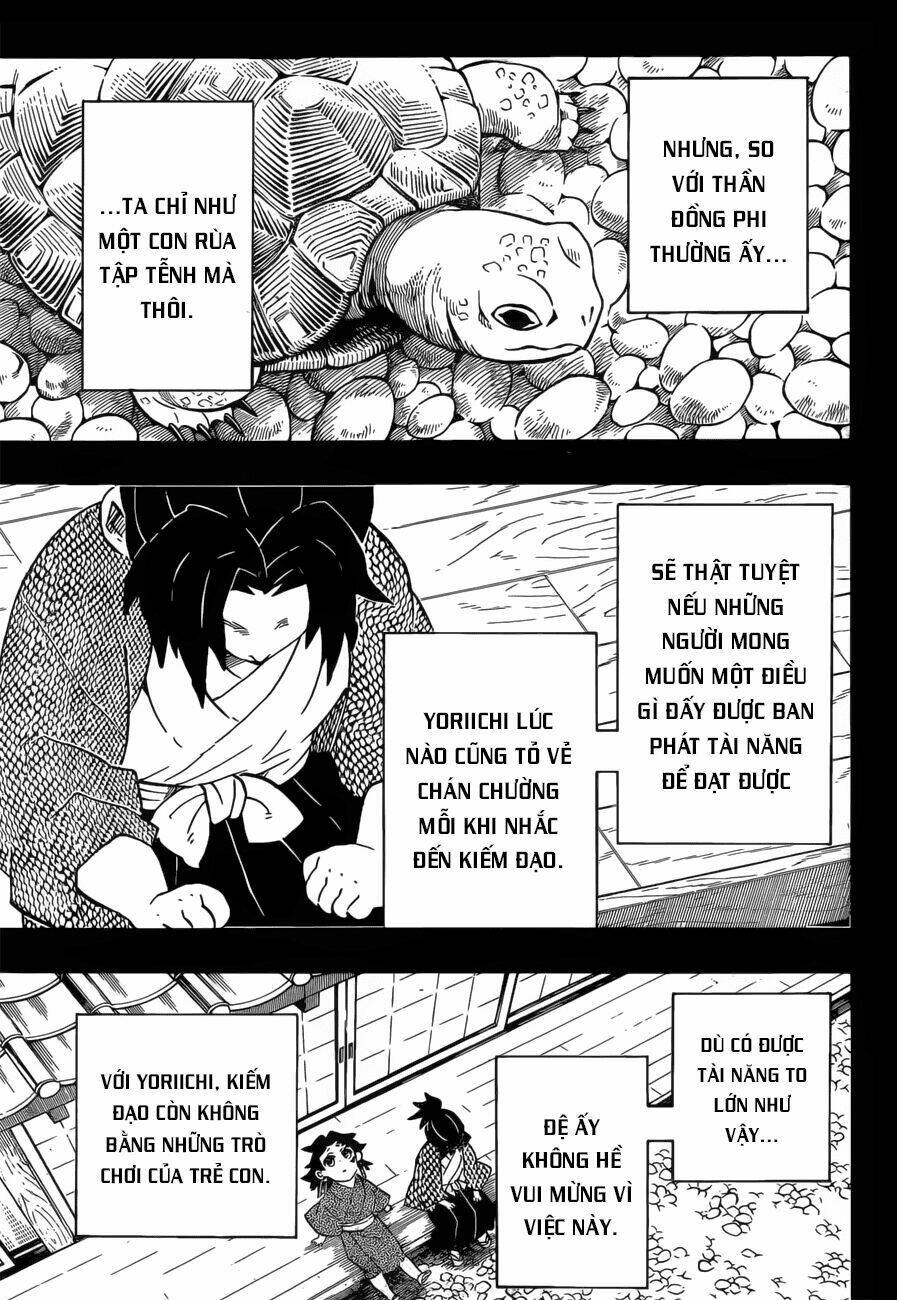 NHƯNG, SO
VỚI THẦN
ĐỒNG PHI
THƯỜNG ẤY...
...TA CHỈ NHƯ
MỘT CON RÙA
TẬP TỄNH MÀ
THÔI.
SẼ THẬT TUYỆT
NẾU NHỮNG
NGƯỜI MONG
MUỐN MỘT ĐIỀU
GÌ ĐẤY ĐƯỢC BAN
PHÁT TÀI NĂNG
ĐỂ ĐẠT ĐƯỢC
YORIICHI LÚC
NÀO CŨNG TỎ VẺ
CHÁN CHƯỜNG
MỖI KHI NHẮC
ĐẾN KIẾM ĐẠO.
DÙ CÓ ĐƯỢC
TÀI NĂNG TO
LỚN NHƯ
VẬY...
ĐỆ ẤY
KHÔNG HỀ
VUI MỪNG VÌ
VIỆC NÀY.
VỚI YORIICHI, KIẾM
ĐẠO CÒN KHÔNG
BẰNG NHỮNG TRÒ
CHƠI CỦA TRẺ CON.